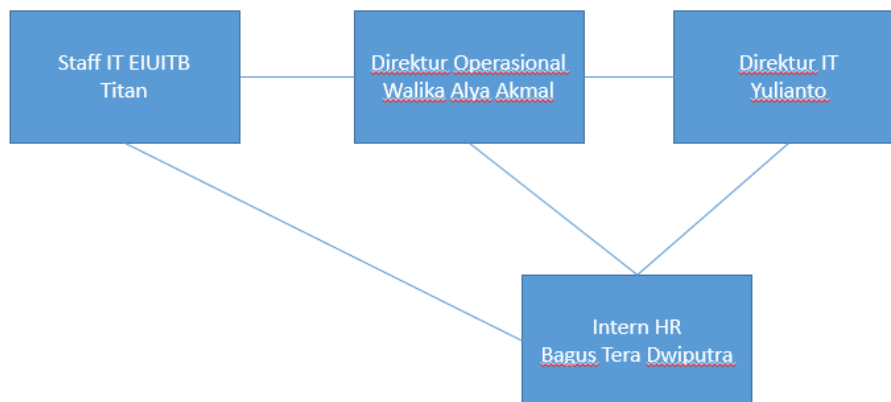 Staff IT EIUITB
Titan
Direktur Operasional
Walika Alya Akmal
Direktur IT
Yulianto
Intern HR
Bagus Tera Dwiputra